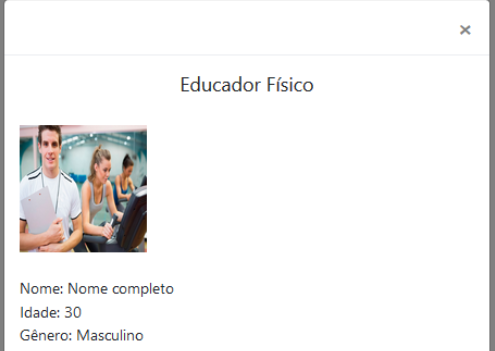 ×
Educador Físico
Nome: Nome completo
Idade: 30
Gênero: Masculino